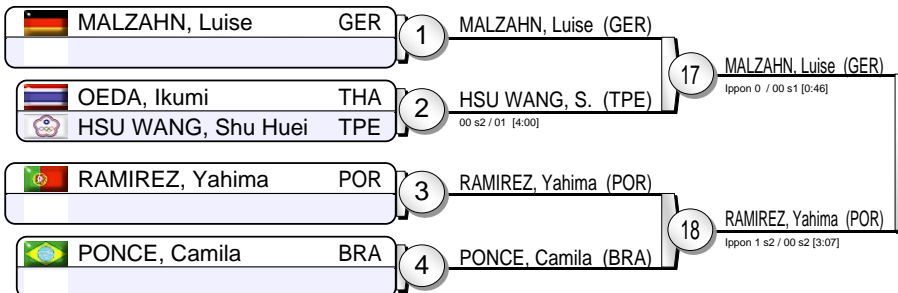 MALZAHN, Luise GER
1
MALZAHN, Luise (GER)
17
MALZAHN, Luise (GER)
Ippon 0 / 00 s1 [0:46]
OEDA, Ikumi THA
HSU WANG, Shu Huei TPE
2
HSU WANG, S. (TPE)
00 s2 / 01 [4:00]
RAMIREZ, Yahima POR
3
RAMIREZ, Yahima (POR)
18
RAMIREZ, Yahima (POR)
Ippon 1 s2 / 00 s2 [3:07]
PONCE, Camila BRA
4
PONCE, Camila (BRA)